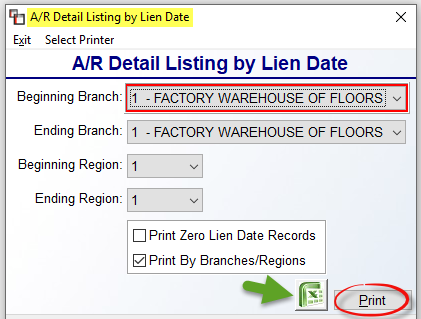 A/R Detail Listing by Lien Date
Exit Select Printer
A/R Detail Listing by Lien Date
Beginning Branch: 1 - FACTORY WAREHOUSE OF FLOORS
Ending Branch: 1 - FACTORY WAREHOUSE OF FLOORS
Beginning Region: 1
Ending Region: 1
Print Zero Lien Date Records
Print By Branches/Regions
Print